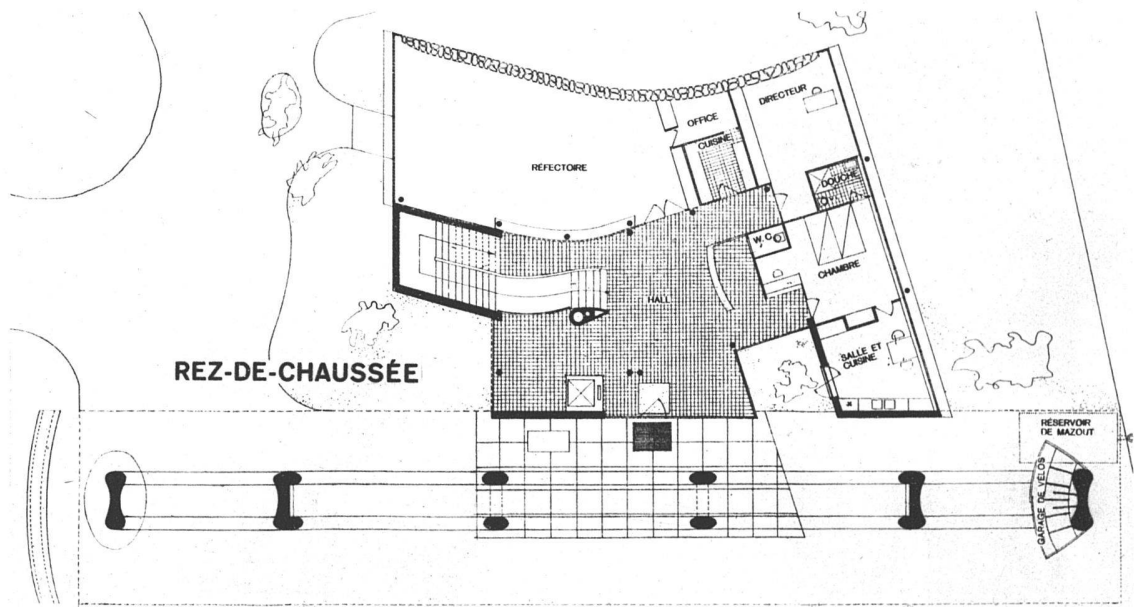 DIRECTEUR
OFFICE
CUISINE
RÉFECTOIRE
DOUCHE
W.C.
CHAMBRE
HALL
SALLE ET
CUISINE
REZ-DE-CHAUSSÉE
RÉSERVOIR
DE MAZOUT
GARAGE DE VÉLOS